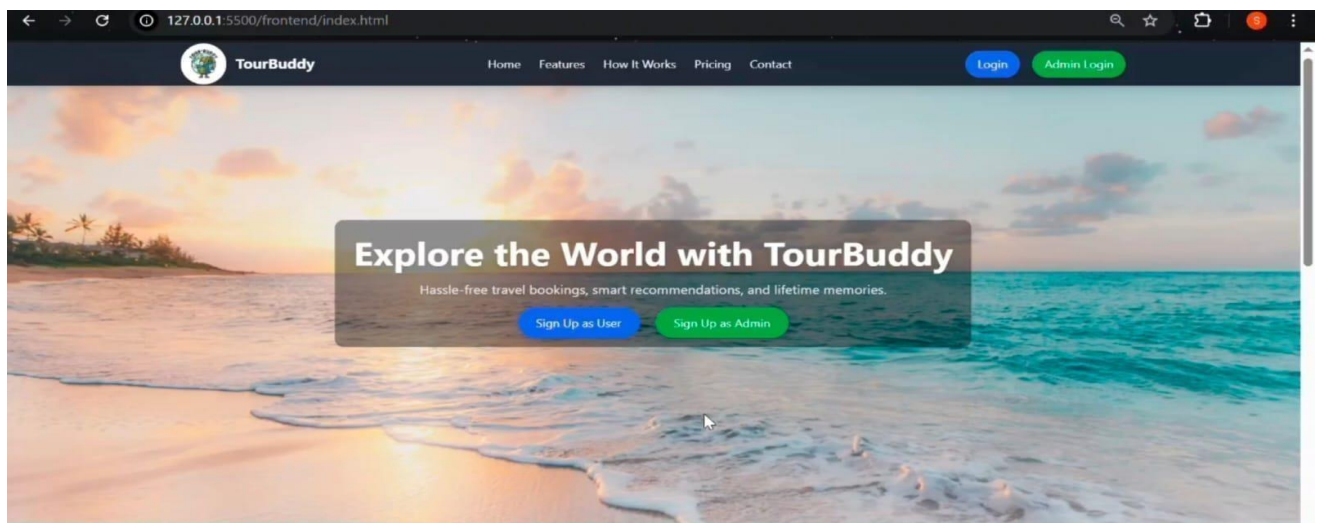 127.0.0.1:5500/frontend/index.html
S
TourBuddy
Home Features How It Works Pricing Contact
Login Admin Login
Explore the World with TourBuddy
Hassle-free travel bookings, smart recommendations, and lifetime memories.
Sign Up as User Sign Up as Admin